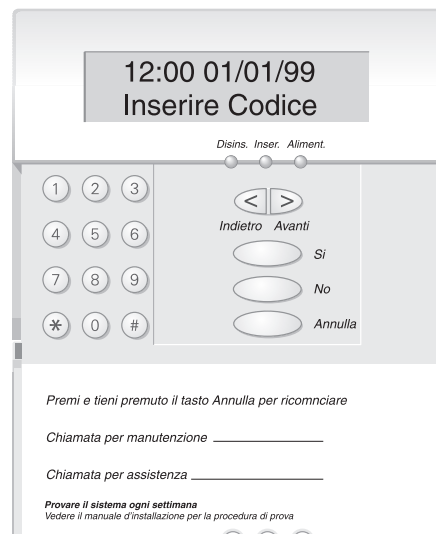 12:00 01/01/99
Inserire Codice
Disins. Inser. Aliment.
1 2 3
< >
Indietro Avanti
4 5 6
Si
7 8 9
No
* 0 #
Annulla
Premi e tieni premuto il tasto Annulla per ricomnciare
Chiamata per manutenzione
Chiamata per assistenza
Provare il sistema ogni settimana
Vedere il manuale d'installazione per la procedura di prova